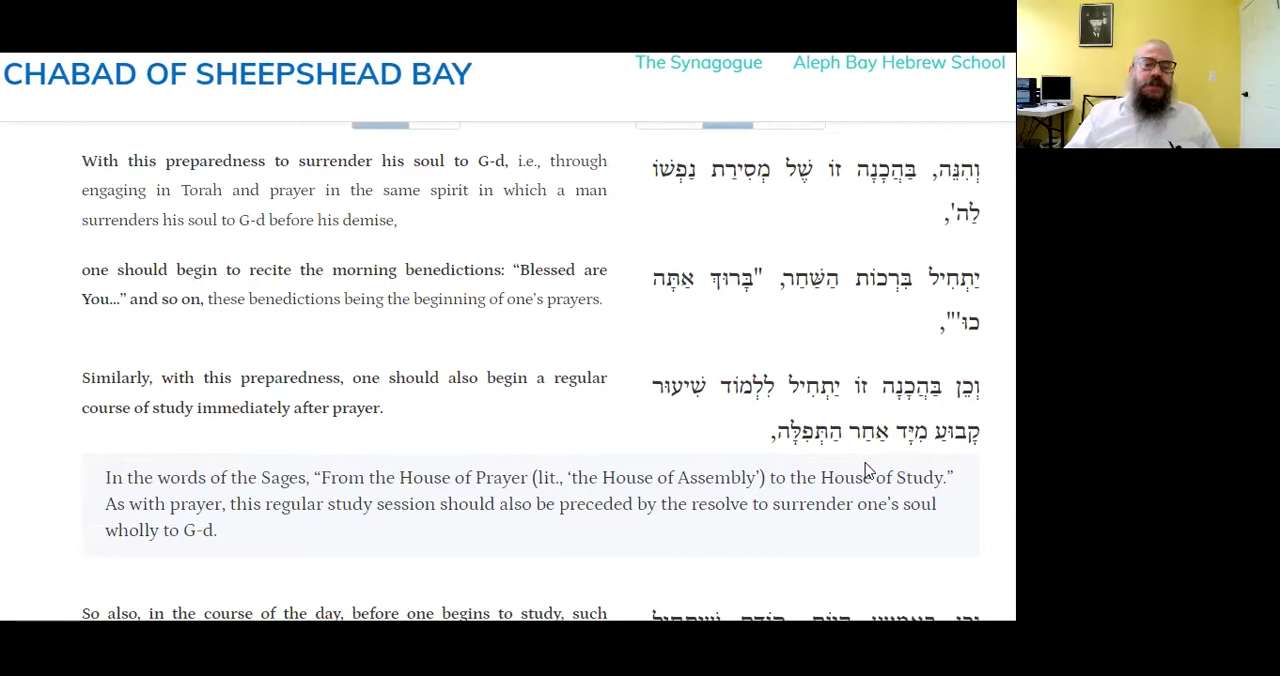 CHABAD OF SHEEPSHEAD BAY
The Synagogue Aleph Bay Hebrew School
With this preparedness to surrender his soul to G-d, i.e., through
engaging in Torah and prayer in the same spirit in which a man
surrenders his soul to G-d before his demise,
וְהִנֵּה, בַּהֲכָנָה זוֹ שֶׁל מְסִירַת נַפְשׁוֹ
לַה',
one should begin to recite the morning benedictions: “Blessed are
You…” and so on, these benedictions being the beginning of one’s prayers.
יַתְחִיל בִּרְכוֹת הַשַּׁחַר, "בָּרוּךְ אַתָּה
כוּ'",
Similarly, with this preparedness, one should also begin a regular
course of study immediately after prayer.
וְכֵן בַּהֲכָנָה זוֹ יַתְחִיל לִלְמוֹד שִׁיעוּר
קָבוּעַ מִיָּד אַחַר הַתְּפִלָּה,
In the words of the Sages, “From the House of Prayer (lit., ‘the House of Assembly’) to the House of Study.”
As with prayer, this regular study session should also be preceded by the resolve to surrender one’s soul
wholly to G-d.
So also, in the course of the day, before one begins to study, such